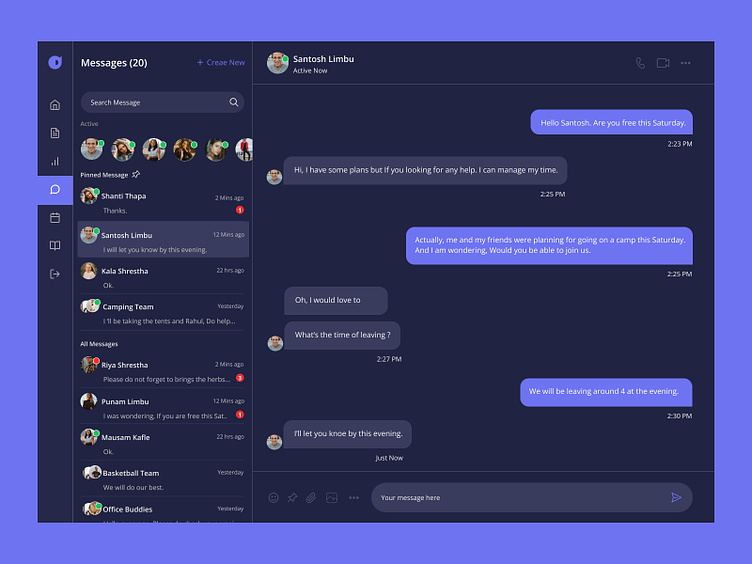 Messages (20)
+ Creae New
Search Message
Active
Pinned Message
Shanti Thapa
2 Mins ago
Thanks.
1
Santosh Limbu
12 Mins ago
I will let you know by this evening.
Kala Shrestha
22 hrs ago
Ok.
Camping Team
Yesterday
I 'll be taking the tents and Rahul, Do help...
All Messages
Riya Shrestha
2 Mins ago
Please do not forget to brings the herbs...
3
Punam Limbu
12 Mins ago
I was wondering, If you are free this Sat..
1
Mausam Kafle
22 hrs ago
Ok.
Basketball Team
Yesterday
We will do our best.
Office Buddies
Yesterday
Santosh Limbu
Active Now
Hello Santosh. Are you free this Saturday.
2:23 PM
Hi, I have some plans but If you looking for any help. I can manage my time.
2:25 PM
Actually, me and my friends were planning for going on a camp this Saturday.
And I am wondering, Would you be able to join us.
2:25 PM
Oh, I would love to
What's the time of leaving ?
2:27 PM
We will be leaving around 4 at the evening.
2:30 PM
I'll let you knoe by this evening.
Just Now
Your message here